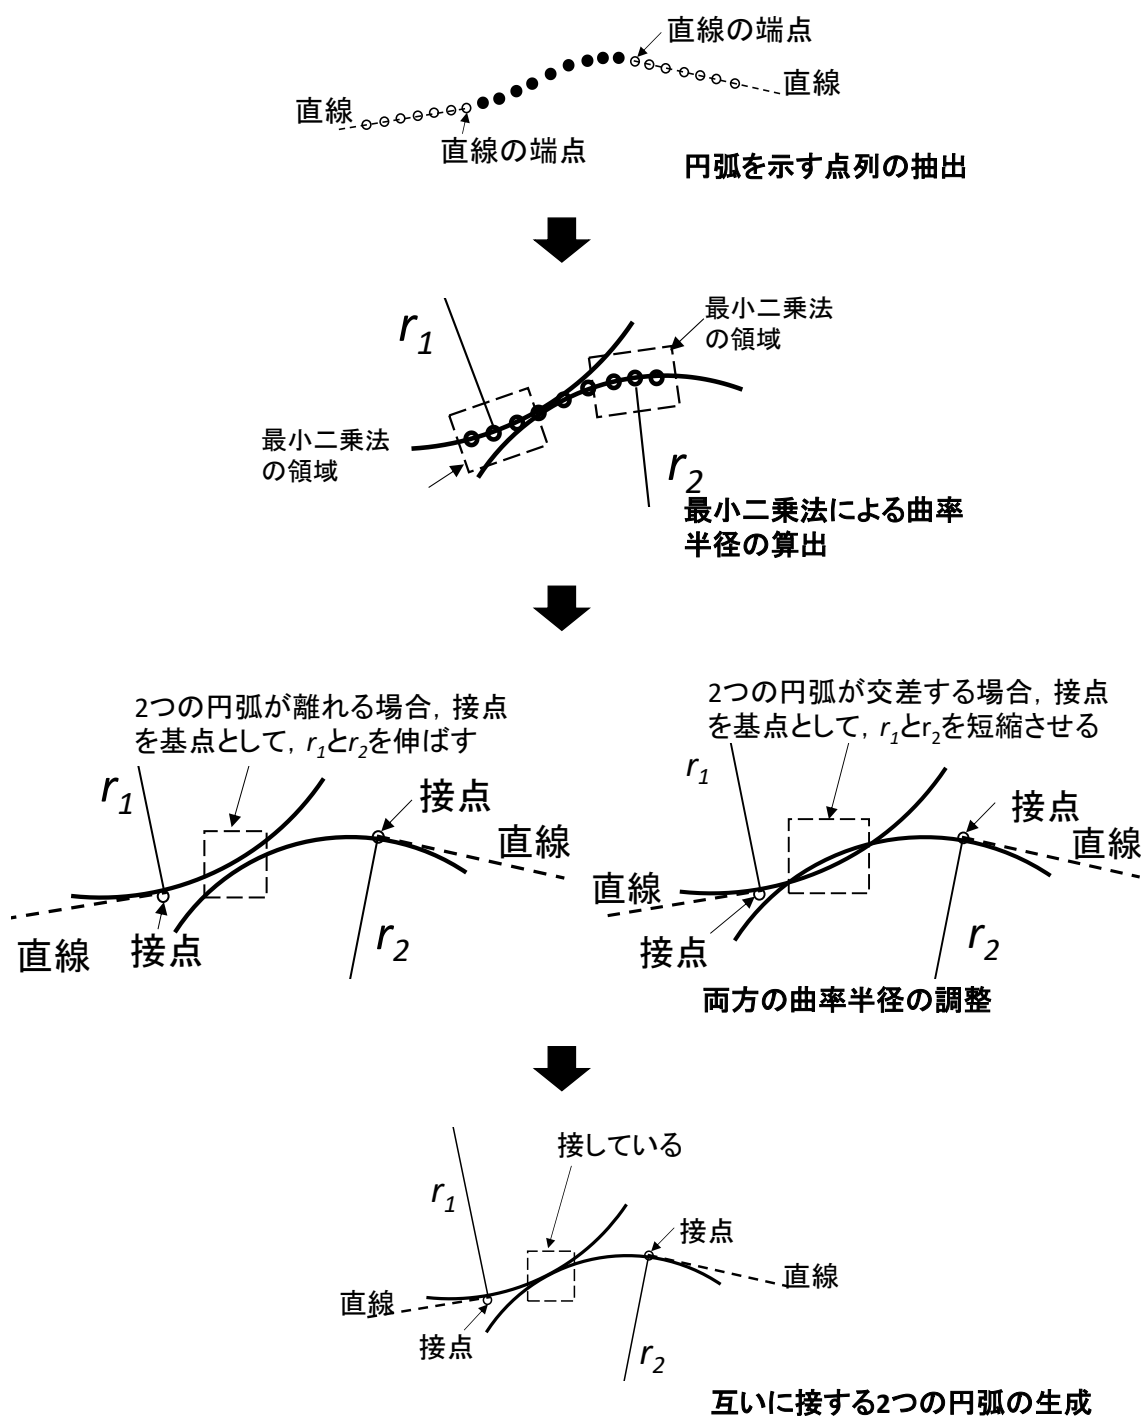 直線の端点
直線
直線
直線の端点
円弧を示す点列の抽出
r1
最小二乗法
の領域
最小二乗法
の領域
r2
最小二乗法による曲率
半径の算出
2つの円弧が離れる場合, 接点
を基点として, r1とr2を伸ばす
r1
接点
直線
直線
接点
r2
2つの円弧が交差する場合, 接点
を基点として, r1とr2を短縮させる
r1
接点
直線
直線
接点
r2
両方の曲率半径の調整
接している
r1
接点
直線
直線
接点
r2
互いに接する2つの円弧の生成